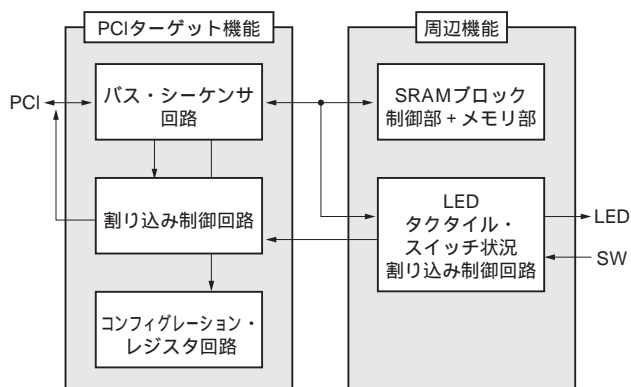 PCIターゲット機能
周辺機能
PCI
バス・シーケンサ
回路
SRAMブロック
制御部+メモリ部
割り込み制御回路
LED
タクタイル・
スイッチ状況
割り込み制御回路
LED
SW
コンフィグレーション・
レジスタ回路